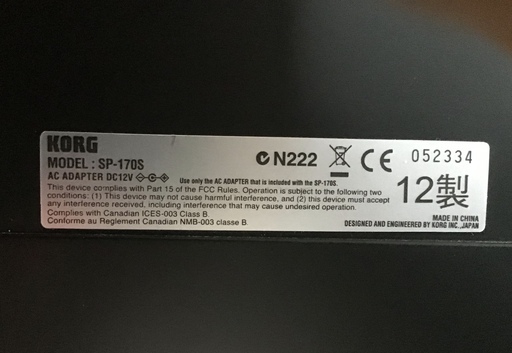 KORG
MODEL : SP-170S
AC ADAPTER DC12V Use only the AC ADAPTER that is included with the SP-170S.
N222 CE 052334
This device complies with Part 15 of the FCC Rules. Operation is subject to the following two
conditions: (1) This device may not cause harmful interference, and (2) this device must accept
any interference received, including interference that may cause undesired operation.
Complies with Canadian ICES-003 Class B.
Conforme au Reglement Canadien NMB-003 classe B.
12製
MADE IN CHINA
DESIGNED AND ENGINEERED BY KORG INC.,JAPAN